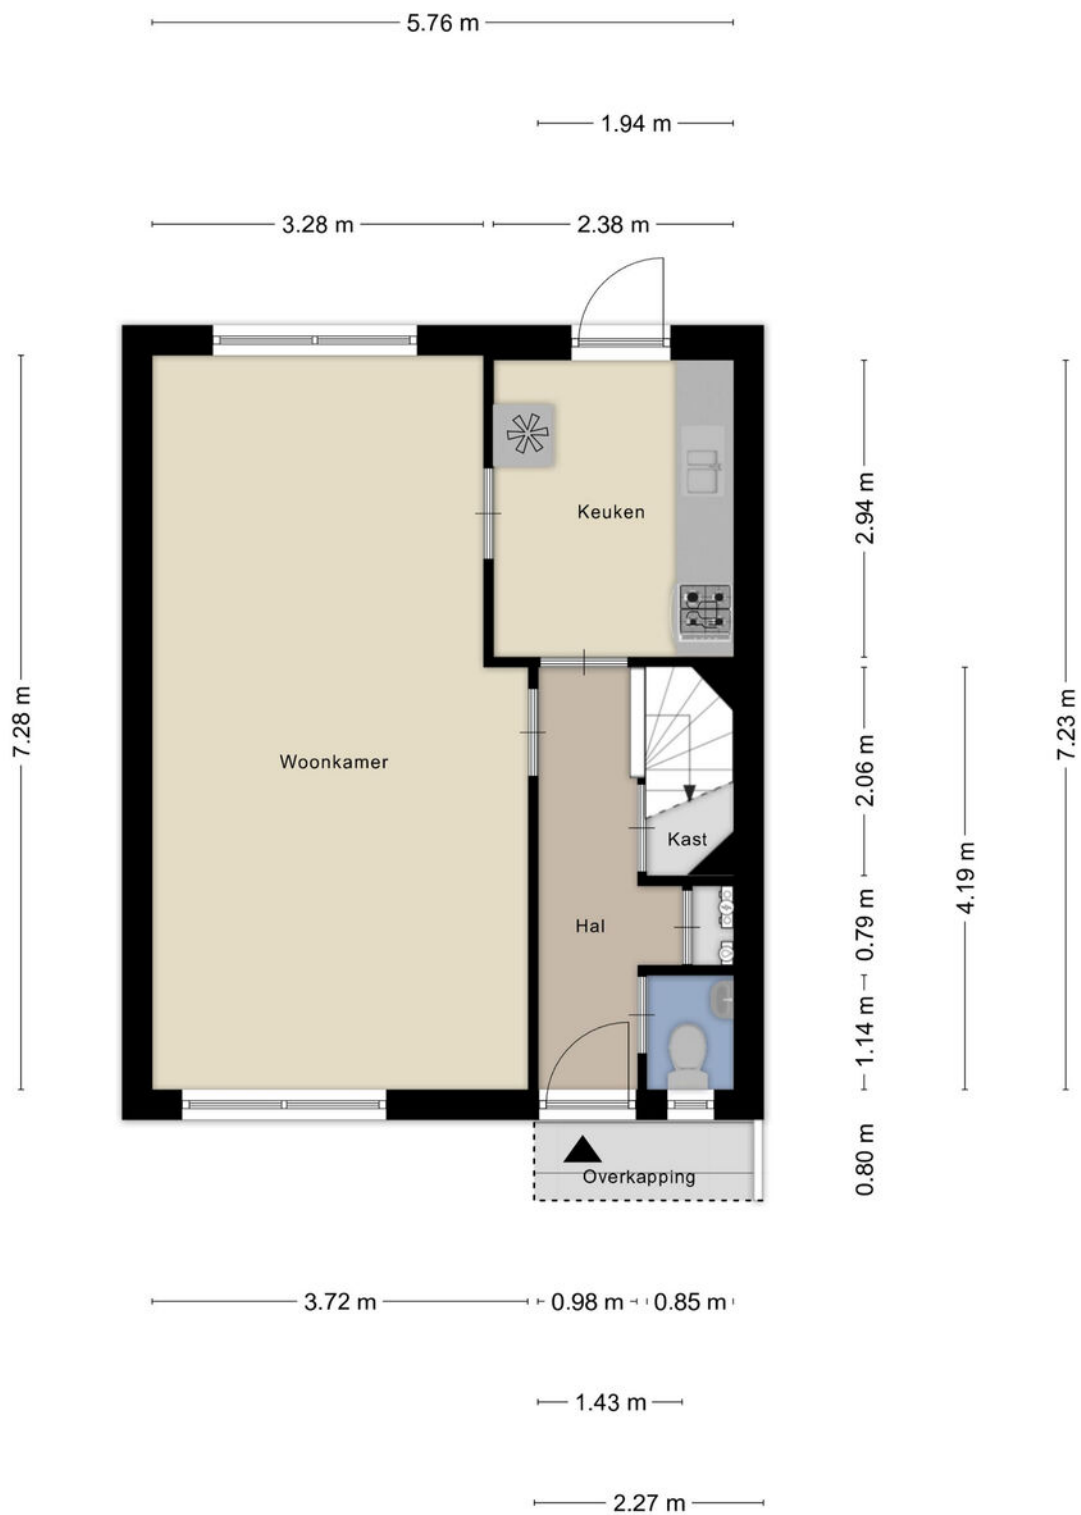 5.76 m
1.94 m
3.28 m
2.38 m
Keuken
2.94 m
7.28 m
7.23 m
Woonkamer
2.06 m
Kast
4.19 m
Hal
0.79 m
1.14 m
0.80 m
Overkapping
3.72 m
0.98 m
0.85 m
1.43 m
2.27 m